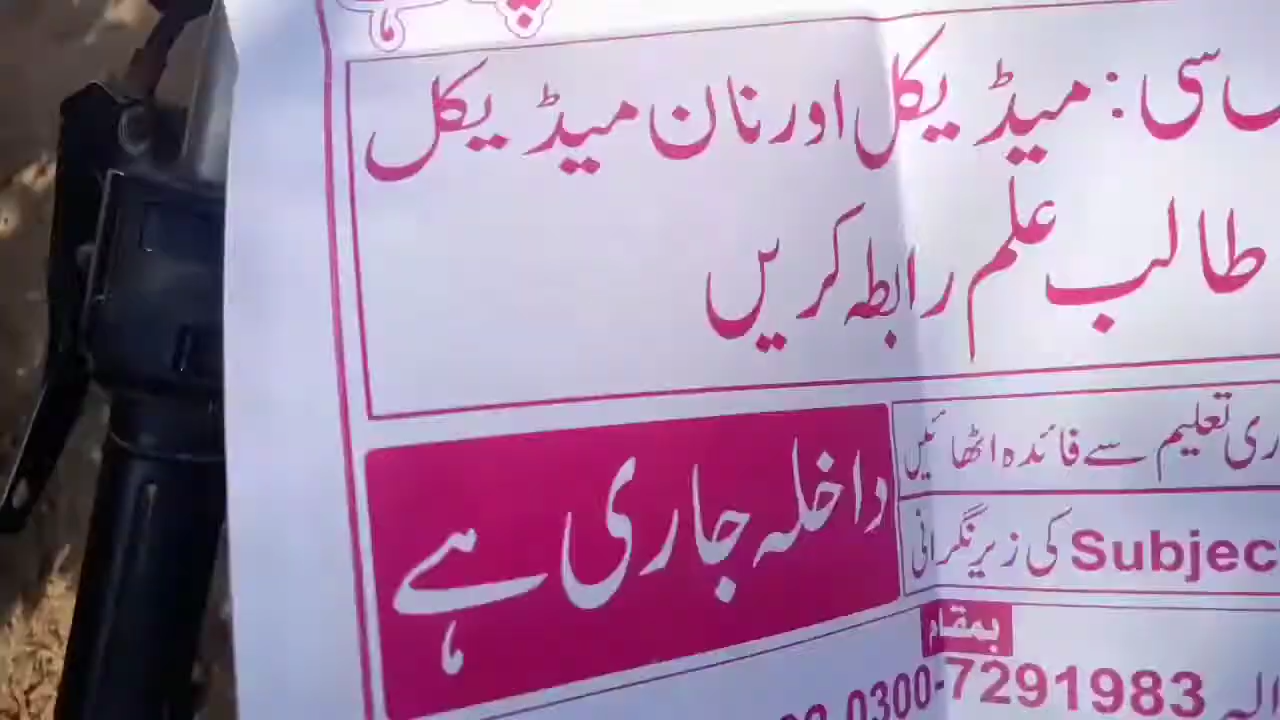 سی : میڈیکل اور نان میڈیکل
طالب علم رابطہ کریں
تعلیم سے فائدہ اٹھائیں
Subject کی زیر نگرانی
داخلہ جاری ہے
بمقام
0300-7291983